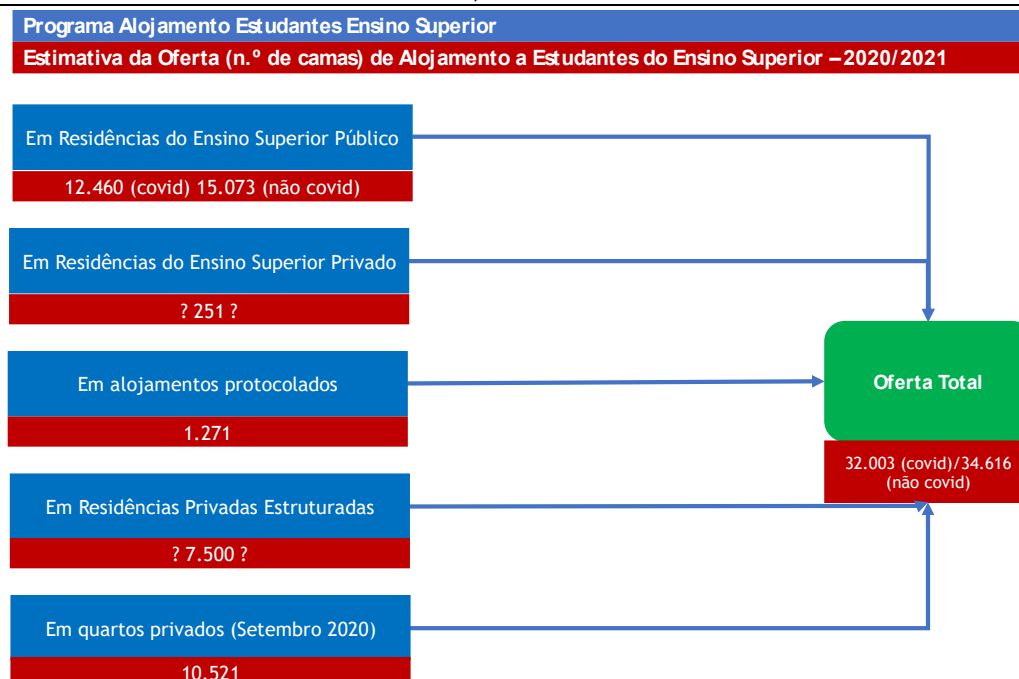 Programa Alojamento Estudantes Ensino Superior
Estimativa da Oferta (n.º de camas) de Alojamento a Estudantes do Ensino Superior – 2020/2021
Em Residências do Ensino Superior Público
12.460 (covid) 15.073 (não covid)
Em Residências do Ensino Superior Privado
? 251 ?
Em alojamentos protocolados
1.271
Oferta Total
32.003 (covid)/34.616
(não covid)
Em Residências Privadas Estruturadas
? 7.500 ?
Em quartos privados (Setembro 2020)
10.521